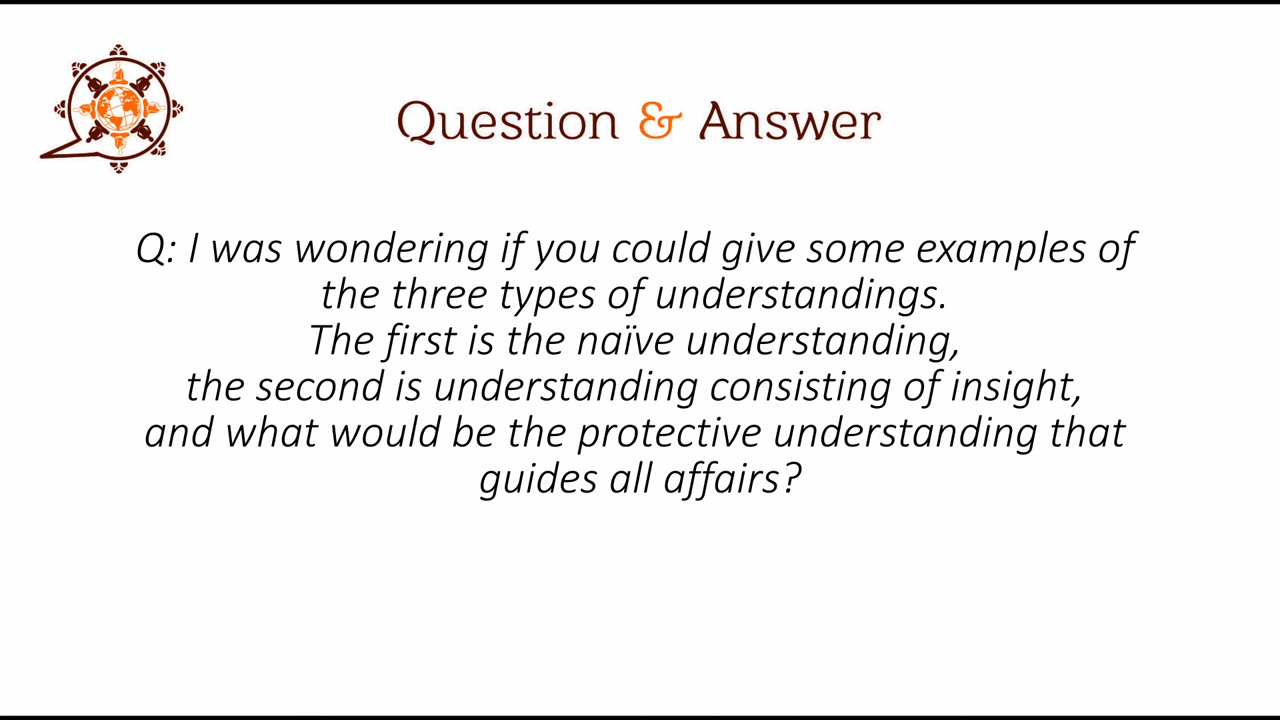 Question & Answer
Q: I was wondering if you could give some examples of
the three types of understandings.
The first is the naïve understanding,
the second is understanding consisting of insight,
and what would be the protective understanding that
guides all affairs?